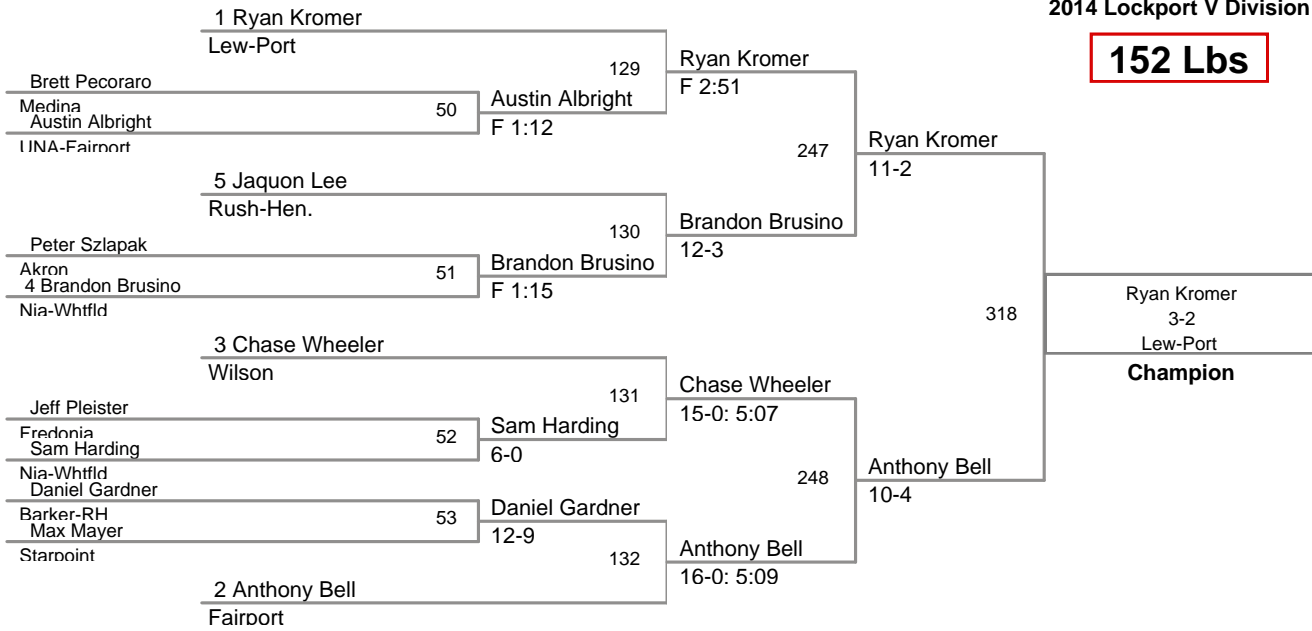 2014 Lockport V Division
152 Lbs
1 Ryan Kromer
Lew-Port
Brett Pecoraro
Medina
Austin Albright
UNA-Fairport
5 Jaquon Lee
Rush-Hen.
Peter Szlapak
Akron
4 Brandon Brusino
Nia-Whtfld
3 Chase Wheeler
Wilson
Jeff Pleister
Fredonia
Sam Harding
Nia-Whtfld
Daniel Gardner
Barker-RH
Max Mayer
Starpoint
2 Anthony Bell
Fairport
50
Austin Albright
F 1:12
51
Brandon Brusino
F 1:15
52
Sam Harding
6-0
53
Daniel Gardner
12-9
129
Ryan Kromer
F 2:51
130
Brandon Brusino
12-3
131
Chase Wheeler
15-0: 5:07
132
Anthony Bell
16-0: 5:09
247
Ryan Kromer
11-2
248
Anthony Bell
10-4
318
Ryan Kromer
3-2
Lew-Port
Champion